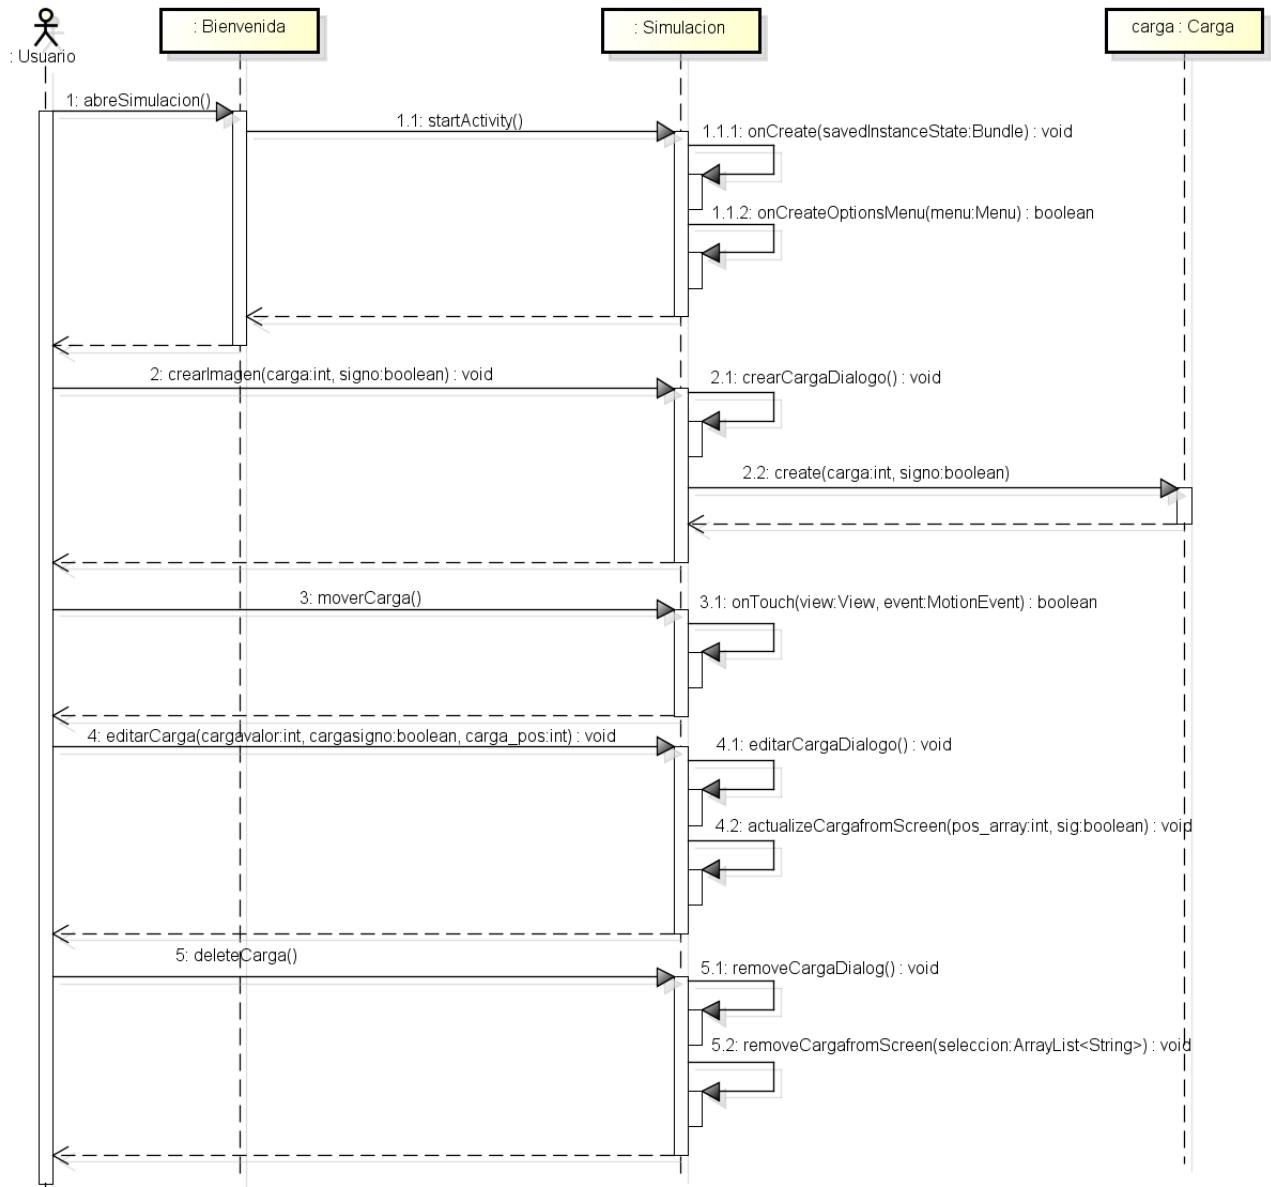 : Usuario
: Bienvenida
: Simulacion
carga : Carga
1: abreSimulacion()
1.1: startActivity()
1.1.1: onCreate(savedInstanceState:Bundle) : void
1.1.2: onCreateOptionsMenu(menu:Menu) : boolean
2: crearImagen(carga:int, signo:boolean) : void
2.1: crearCargaDialogo() : void
2.2: create(carga:int, signo:boolean)
3: moverCarga()
3.1: onTouch(view:View, event:MotionEvent) : boolean
4: editarCarga(cargavalor:int, cargasigno:boolean, carga_pos:int) : void
4.1: editarCargaDialogo() : void
4.2: actualizeCargafromScreen(pos_array:int, sig:boolean) : void
5: deleteCarga()
5.1: removeCargaDialog() : void
5.2: removeCargafromScreen(seleccion:ArrayList<String>) : void